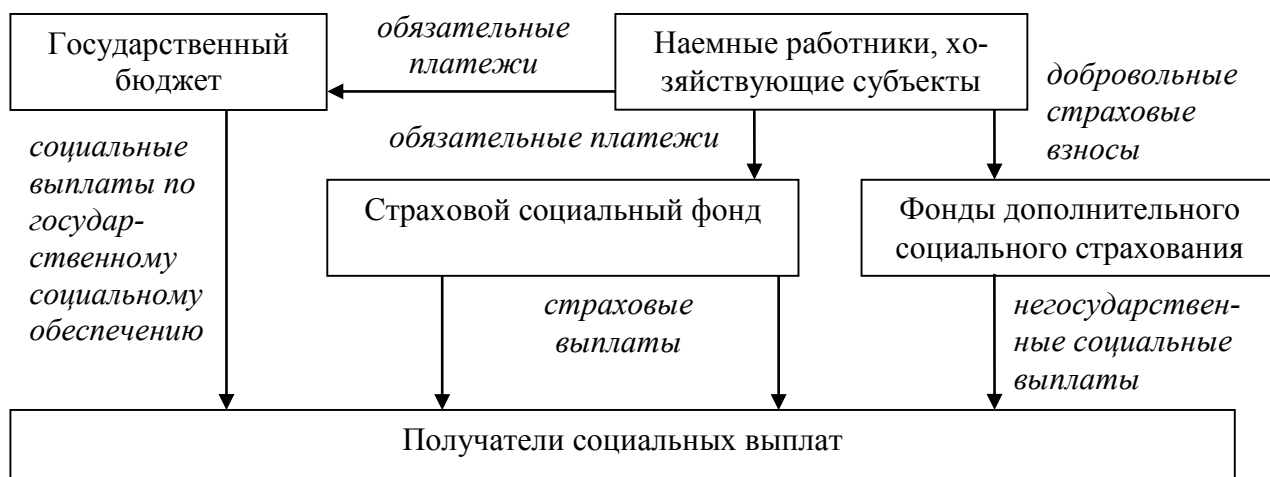 Государственный
бюджет
обязательные
платежи
Наемные работники, хо-
зяйствующие субъекты
добровольные
страховые
взносы
социальные
выплаты по
государ-
ственному
социальному
обеспечению
обязательные платежи
Страховой социальный фонд
Фонды дополнительного
социального страхования
страховые
выплаты
негосударствен-
ные социальные
выплаты
Получатели социальных выплат